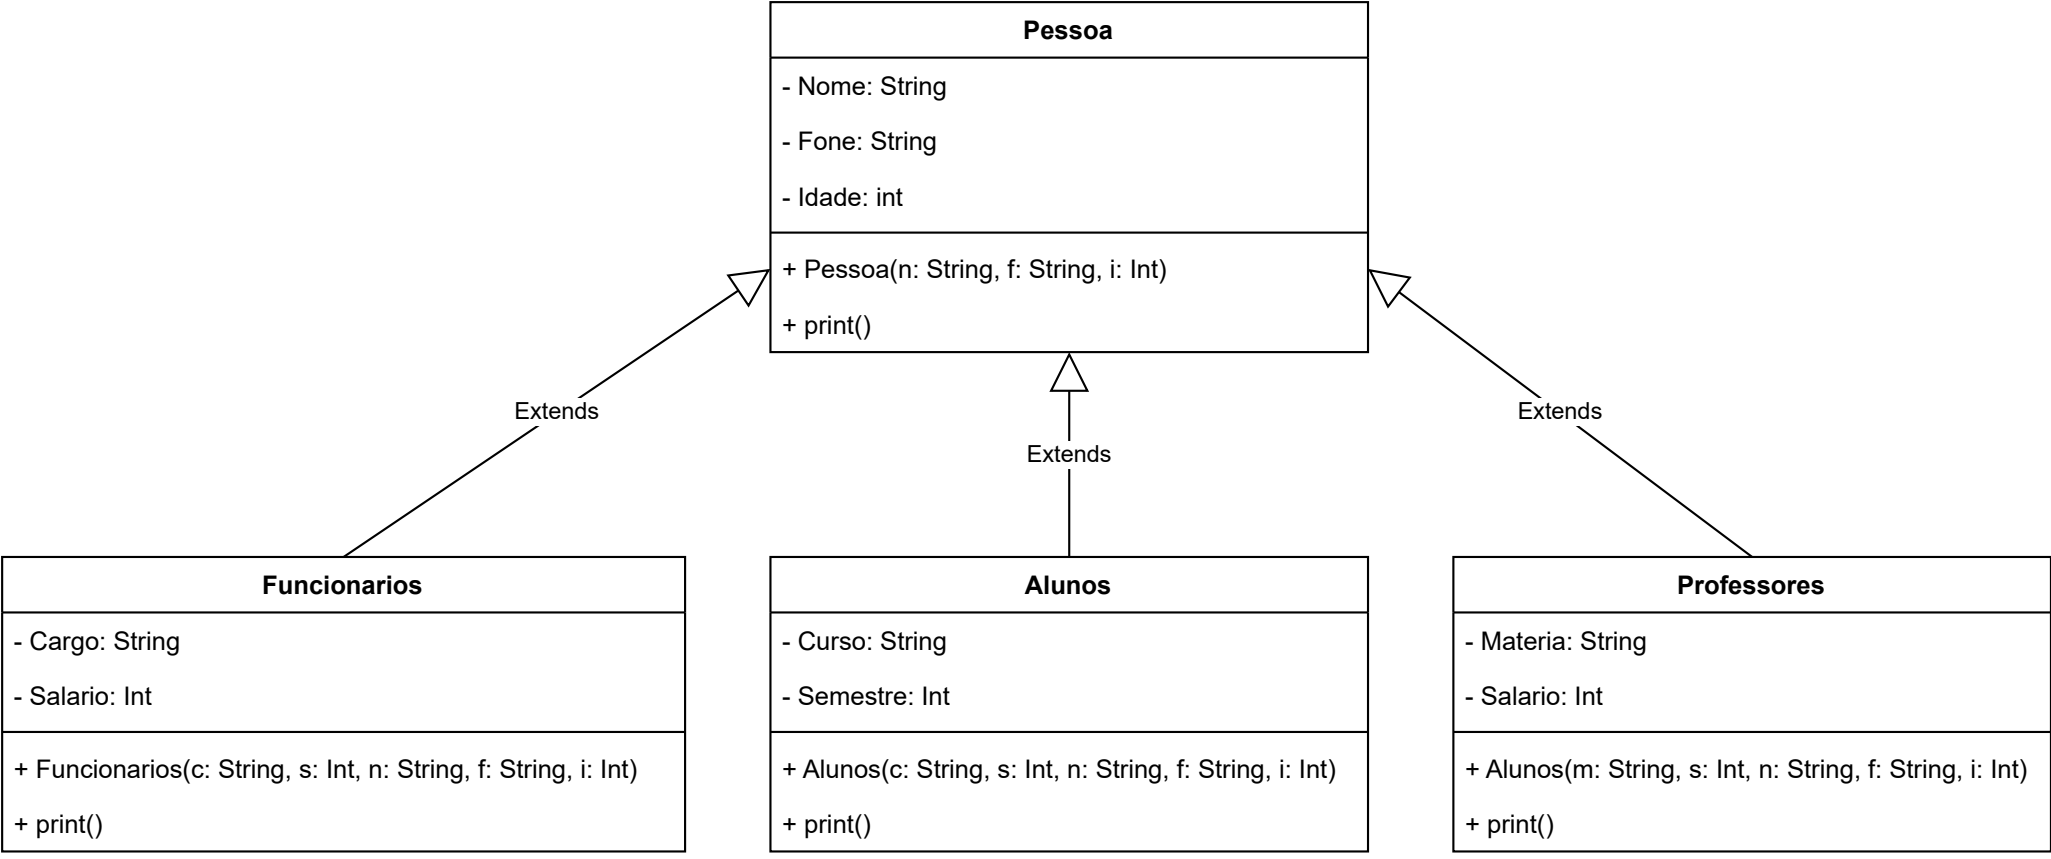 Pessoa
- Nome: String
- Fone: String
- Idade: int
+ Pessoa(n: String, f: String, i: Int)
+ print()
Extends
Extends
Extends
Funcionarios
- Cargo: String
- Salario: Int
+ Funcionarios(c: String, s: Int, n: String, f: String, i: Int)
+ print()
Alunos
- Curso: String
- Semestre: Int
+ Alunos(c: String, s: Int, n: String, f: String, i: Int)
+ print()
Professores
- Materia: String
- Salario: Int
+ Alunos(m: String, s: Int, n: String, f: String, i: Int)
+ print()